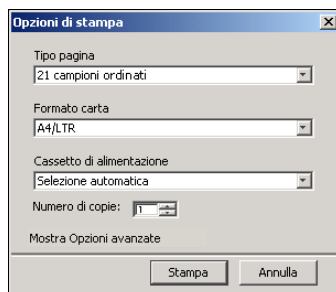 Opzioni di stampa
Tipo pagina
21 campioni ordinati
Formato carta
A4/LTR
Cassetto di alimentazione
Selezione automatica
Numero di copie: 1
Mostra Opzioni avanzate
Stampa Annulla